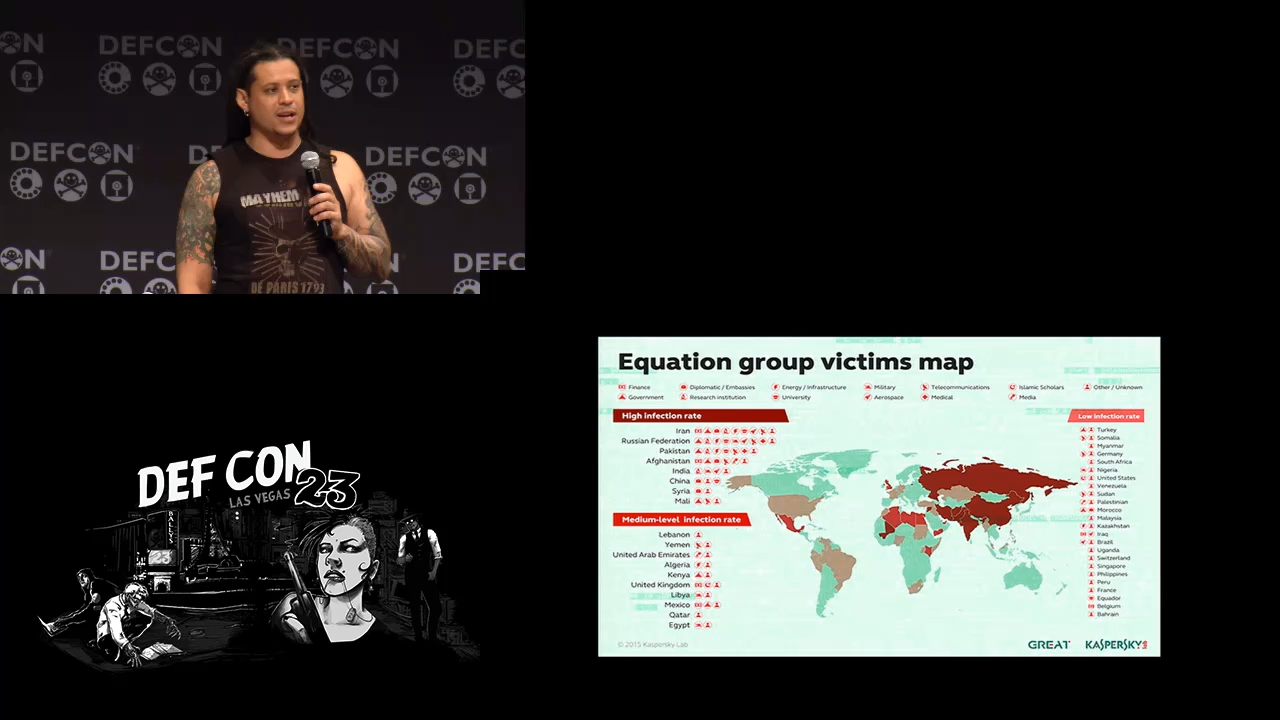 DEFCON
DEFCON
DEFCON
DEFCON
DEFCON
MAYHEM
DE PARIS 1793
DEFC
DEF
DEF CON 23
LAS VEGAS
BALLY'S
Equation group victims map
Finance
Diplomatic / Embassies
Energy / Infrastructure
Military
Telecommunications
Islamic Scholars
Other / Unknown
Government
Research institution
University
Aerospace
Medical
Media
High infection rate
Iran
Russian Federation
Pakistan
Afghanistan
India
China
Syria
Mali
Medium-level infection rate
Lebanon
Yemen
United Arab Emirates
Algeria
Kenya
United Kingdom
Libya
Mexico
Qatar
Egypt
Low infection rate
Turkey
Somalia
Myanmar
Germany
South Africa
Nigeria
United States
Venezuela
Sudan
Palestinian
Morocco
Malaysia
Kazakhstan
Iraq
Brazil
Uganda
Switzerland
Singapore
Philippines
Peru
France
Equador
Belgium
Bahrain
© 2015 Kaspersky Lab
GREAT
KASPERSKY lab